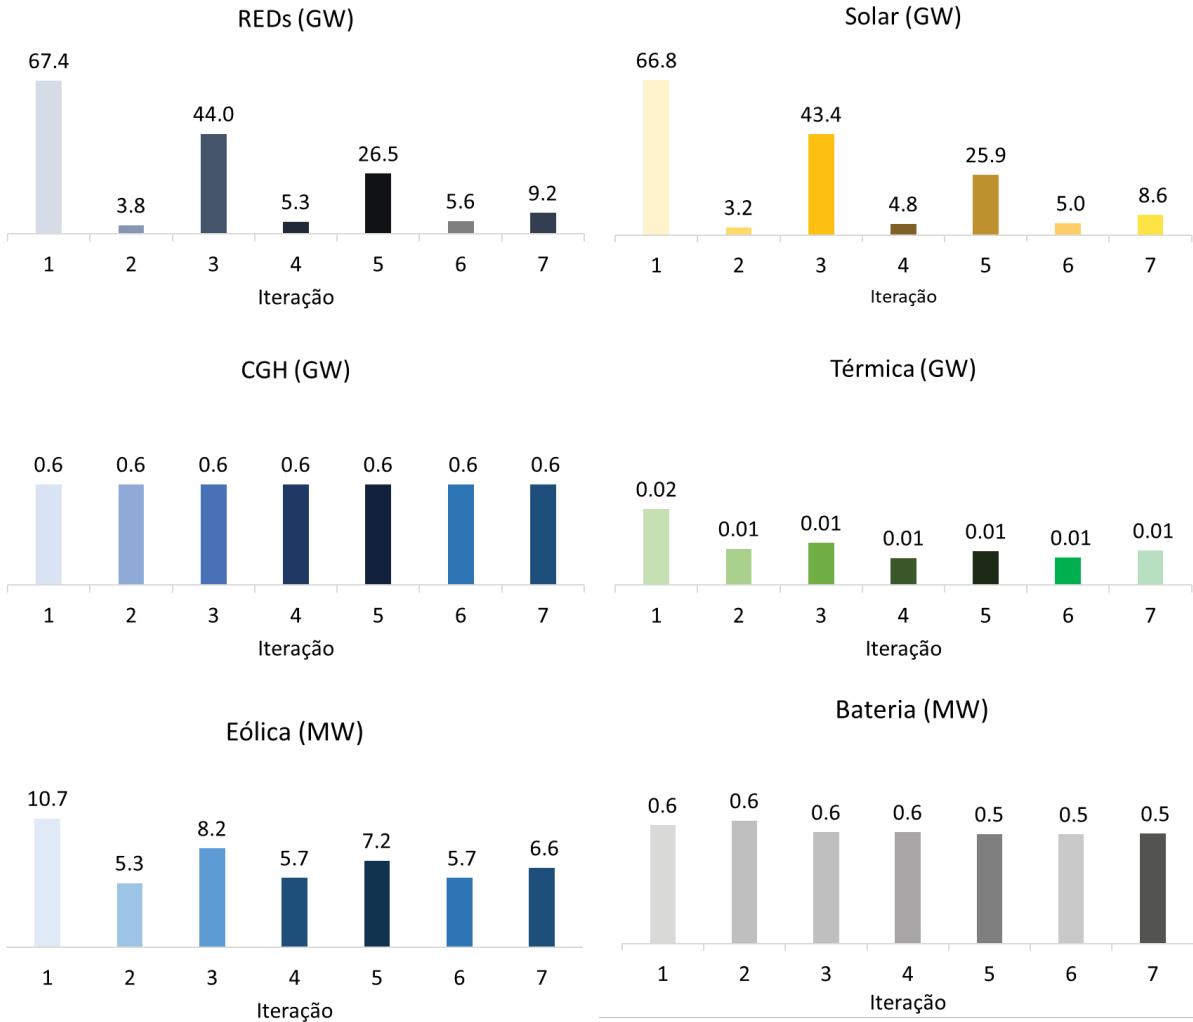 REDs (GW)
67.4
3.8
44.0
5.3
26.5
5.6
9.2
1 2 3 4 5 6 7
Iteração
Solar (GW)
66.8
3.2
43.4
4.8
25.9
5.0
8.6
1 2 3 4 5 6 7
Iteração
CGH (GW)
0.6 0.6 0.6 0.6 0.6 0.6 0.6
1 2 3 4 5 6 7
Iteração
Térmica (GW)
0.02
0.01
0.01
0.01
0.01
0.01
0.01
1 2 3 4 5 6 7
Iteração
Eólica (MW)
10.7
5.3
8.2
5.7
7.2
5.7
6.6
1 2 3 4 5 6 7
Iteração
Bateria (MW)
0.6
0.6
0.6
0.6
0.5
0.5
0.5
1 2 3 4 5 6 7
Iteração